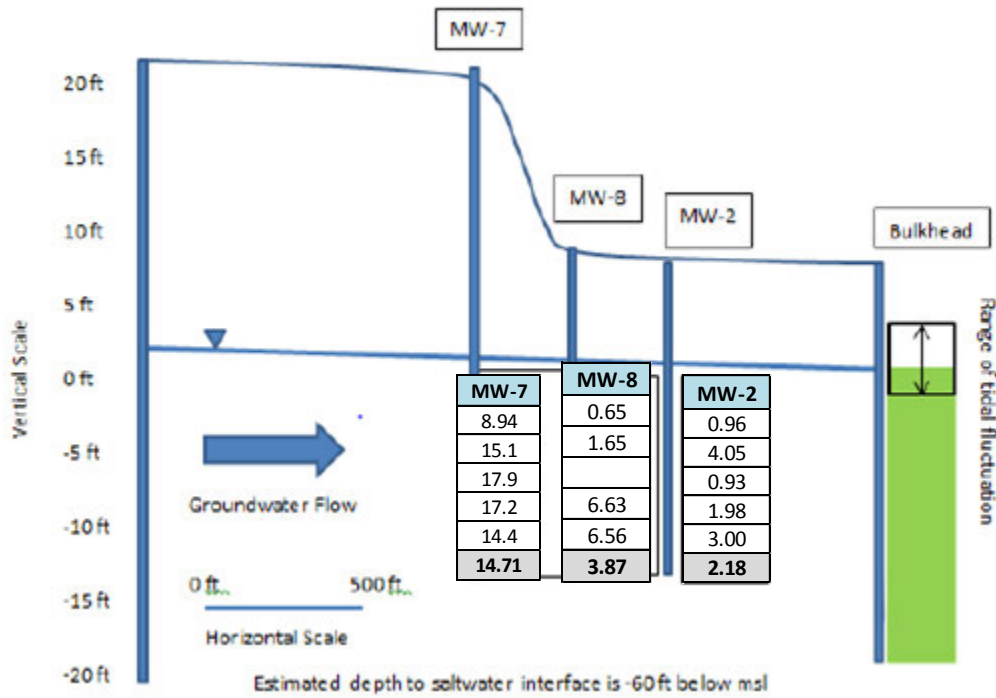 MW-7
MW-8
MW-2
Bulkhead
20 ft
15 ft
10 ft
5 ft
0 ft
-5 ft
-10 ft
-15 ft
-20 ft
Vertical Scale
Range of tidal fluctuation
Groundwater Flow
0 ft 500 ft
Horizontal Scale
MW-7
8.94
15.1
17.9
17.2
14.4
14.71
MW-8
0.65
1.65
6.63
6.56
3.87
MW-2
0.96
4.05
0.93
1.98
3.00
2.18
Estimated depth to saltwater interface is -60 ft below msl